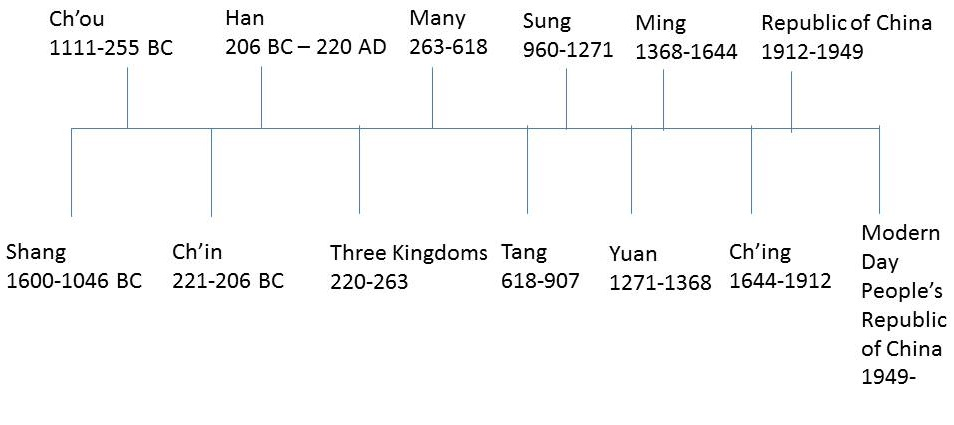 Ch’ou
1111-255 BC
Han
206 BC – 220 AD
Many
263-618
Sung
960-1271
Ming
1368-1644
Republic of China
1912-1949
Shang
1600-1046 BC
Ch’in
221-206 BC
Three Kingdoms
220-263
Tang
618-907
Yuan
1271-1368
Ch’ing
1644-1912
Modern
Day
People’s
Republic
of China
1949-